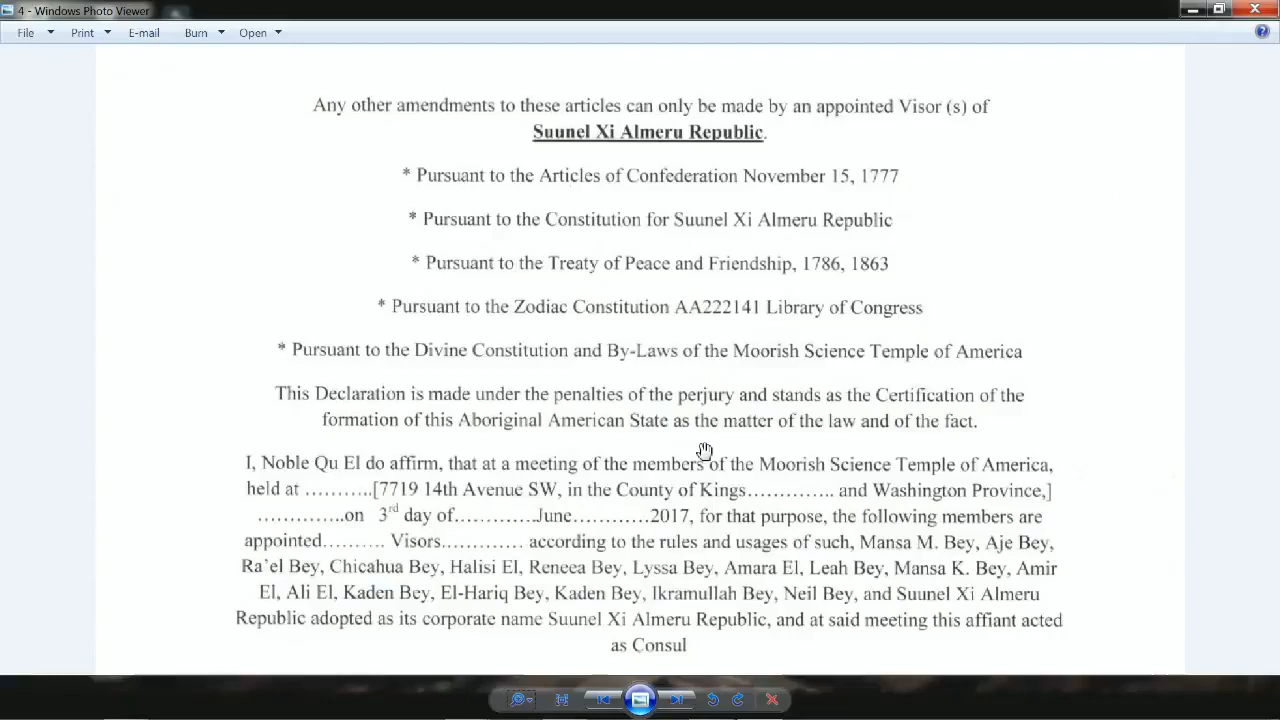 4 - Windows Photo Viewer
File Print E-mail Burn Open
Any other amendments to these articles can only be made by an appointed Visor (s) of
Suunel Xi Almeru Republic.
* Pursuant to the Articles of Confederation November 15, 1777
* Pursuant to the Constitution for Suunel Xi Almeru Republic
* Pursuant to the Treaty of Peace and Friendship, 1786, 1863
* Pursuant to the Zodiac Constitution AA222141 Library of Congress
* Pursuant to the Divine Constitution and By-Laws of the Moorish Science Temple of America
This Declaration is made under the penalties of the perjury and stands as the Certification of the
formation of this Aboriginal American State as the matter of the law and of the fact.
I, Noble Qu El do affirm, that at a meeting of the members of the Moorish Science Temple of America,
held at ...........[7719 14th Avenue SW, in the County of Kings.............. and Washington Province,]
..............on 3rd day of............June............2017, for that purpose, the following members are
appointed......... Visors............. according to the rules and usages of such, Mansa M. Bey, Aje Bey,
Ra'el Bey, Chicahua Bey, Halisi El, Reneea Bey, Lyssa Bey, Amara El, Leah Bey, Mansa K. Bey, Amir
El, Ali El, Kaden Bey, El-Hariq Bey, Kaden Bey, Ikramullah Bey, Neil Bey, and Suunel Xi Almeru
Republic adopted as its corporate name Suunel Xi Almeru Republic, and at said meeting this affiant acted
as Consul